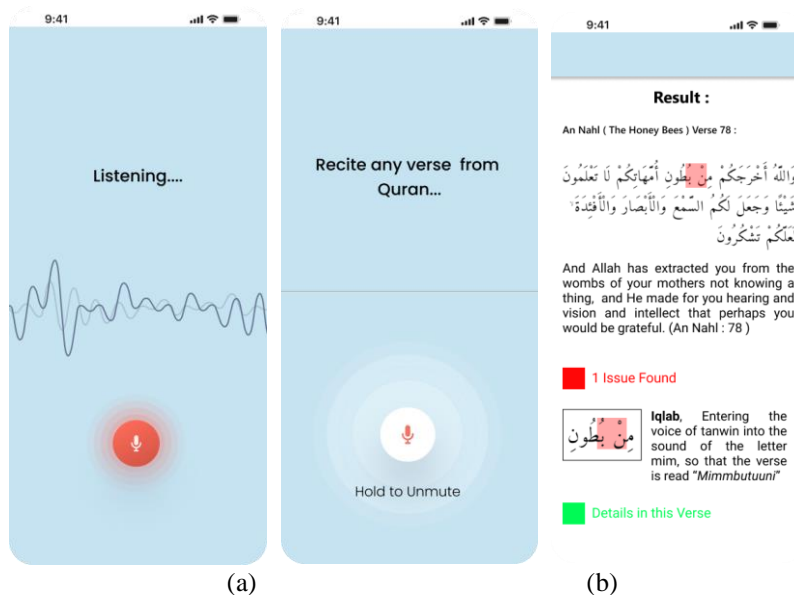 9:41
Listening....
9:41
Recite any verse from
Quran...
Hold to Unmute
9:41
Result :
An Nahl ( The Honey Bees ) Verse 78 :
وَاللَّهُ أَخْرَجَكُمْ مِنْ بُطُونِ أُمَّهَاتِكُمْ لَا تَعْلَمُونَ
شَيْئًا وَجَعَلَ لَكُمُ السَّمْعَ وَالْأَبْصَارَ وَالْأَفْئِدَةَ ۙ
لَعَلَّكُمْ تَشْكُرُونَ
And Allah has extracted you from the
wombs of your mothers not knowing a
thing, and He made for you hearing and
vision and intellect that perhaps you
would be grateful. (An Nahl : 78 )
1 Issue Found
مِنْ بُطُونِ
Iqlab, Entering the
voice of tanwin into the
sound of the letter
mim, so that the verse
is read "Mimmbutuuni"
Details in this Verse
(a)
(b)